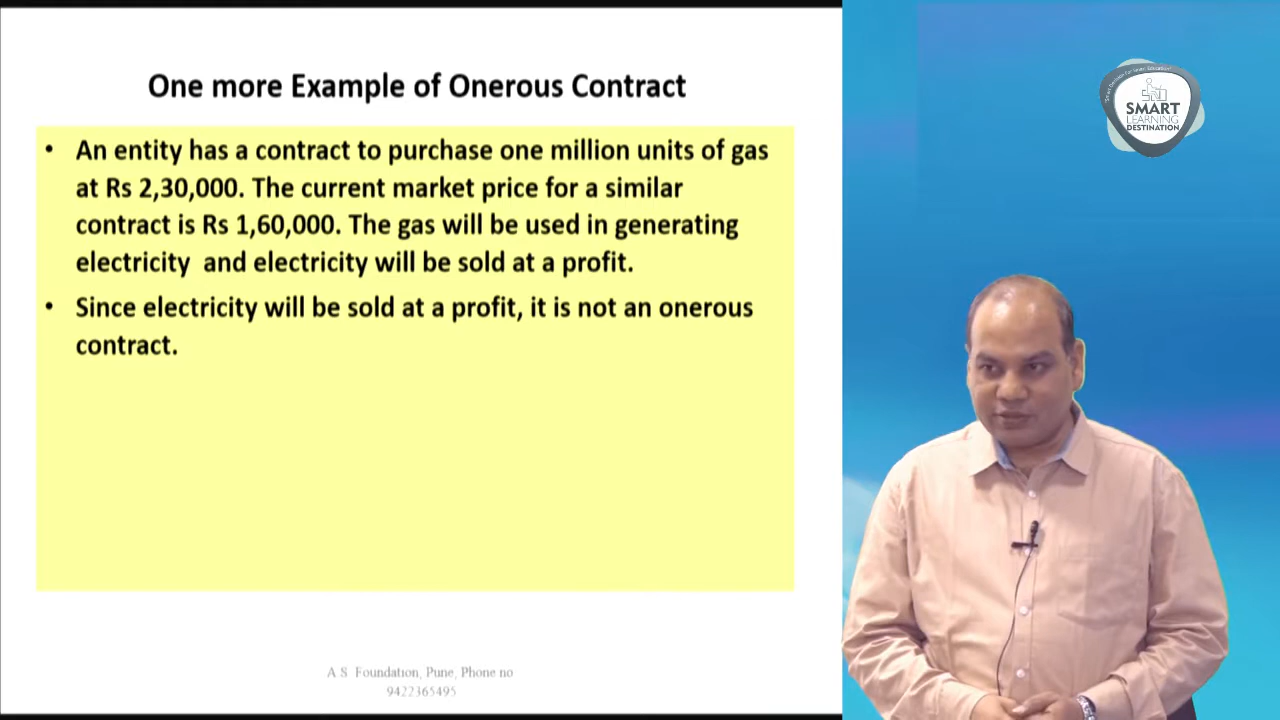 One more Example of Onerous Contract
• An entity has a contract to purchase one million units of gas
at Rs 2,30,000. The current market price for a similar
contract is Rs 1,60,000. The gas will be used in generating
electricity and electricity will be sold at a profit.
• Since electricity will be sold at a profit, it is not an onerous
contract.
A S Foundation, Pune, Phone no
9422365495
SMART
LEARNING
DESTINATION